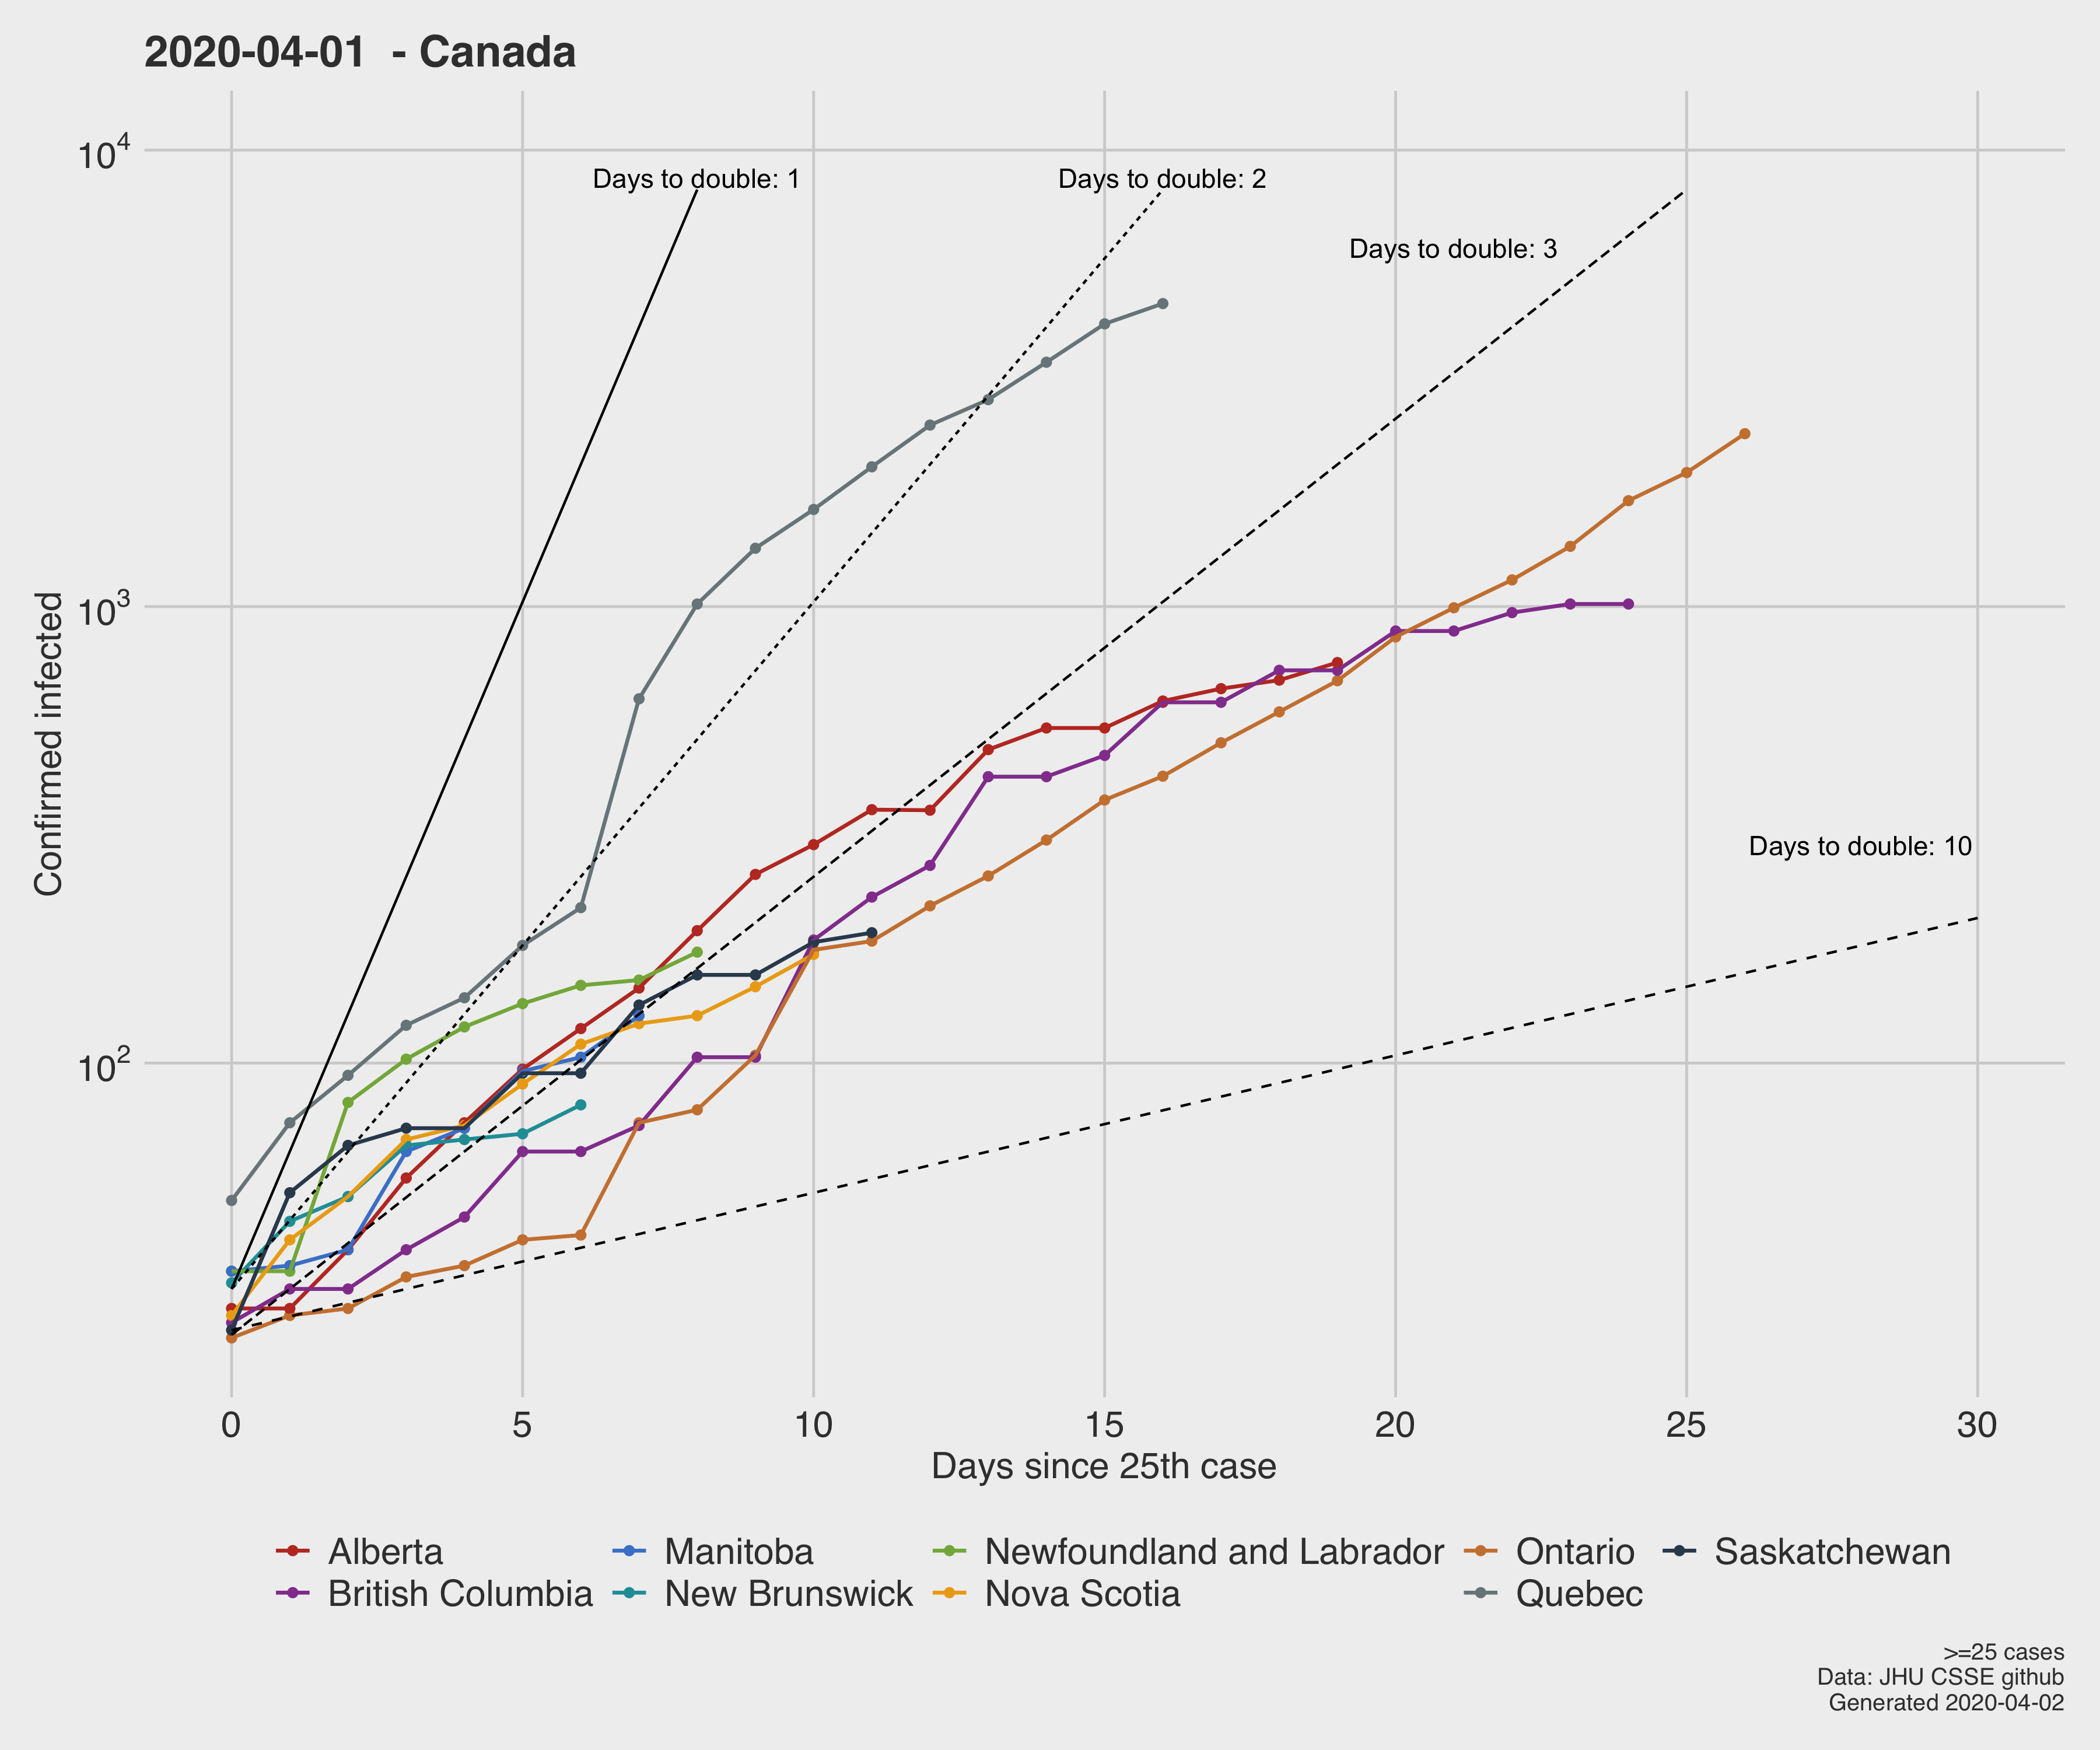 2020-04-01  - Canada
10^4
Days to double: 1
Days to double: 2
Days to double: 3
10^3
Confirmed infected
Days to double: 10
10^2
0 5 10 15 20 25 30
Days since 25th case
Alberta Manitoba Newfoundland and Labrador Ontario Saskatchewan
British Columbia New Brunswick Nova Scotia Quebec
>=25 cases
Data: JHU CSSE github
Generated 2020-04-02